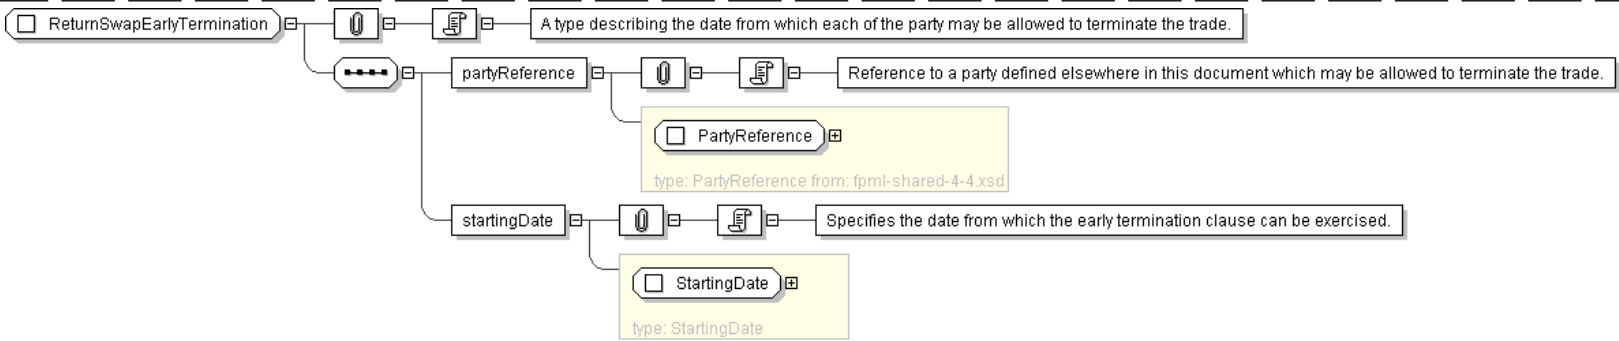 ReturnSwapEarlyTermination
A type describing the date from which each of the party may be allowed to terminate the trade.
partyReference
Reference to a party defined elsewhere in this document which may be allowed to terminate the trade.
PartyReference
type: PartyReference from: fpml-shared-4-4.xsd
startingDate
Specifies the date from which the early termination clause can be exercised.
StartingDate
type: StartingDate